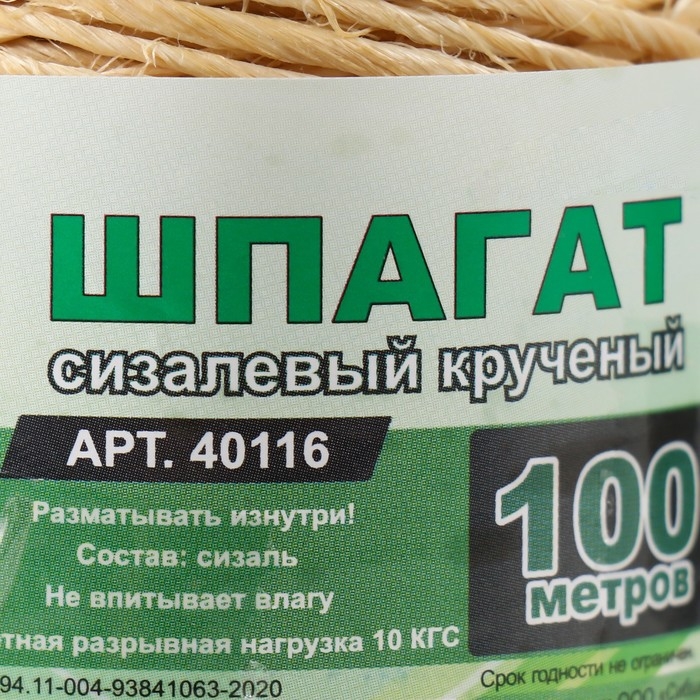 ШПАГАТ
сизалевый крученый
АРТ. 40116
100
метров
Разматывать изнутри!
Состав: сизаль
Не впитывает влагу
разрывная нагрузка 10 КГС
94.11-004-93841063-2020
Срок годности не ограничен.